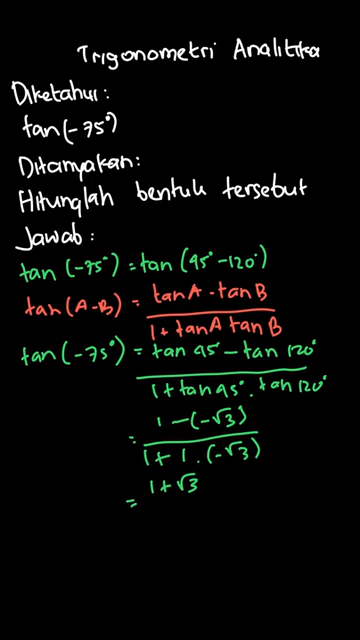 Trigonometri Analitika
Diketahui:
tan(-75°)
Ditanyakan:
Hitunglah bentuk tersebut
Jawab:
tan (-75°) = tan (45° - 120°)
tan (A-B) = tanA - tanB / 1 + tanA tanB
tan (-75°) = tan 45° - tan 120° / 1 + tan 45° . tan 120°
= 1 - (-√3) / 1 + 1 . (-√3)
= 1 + √3